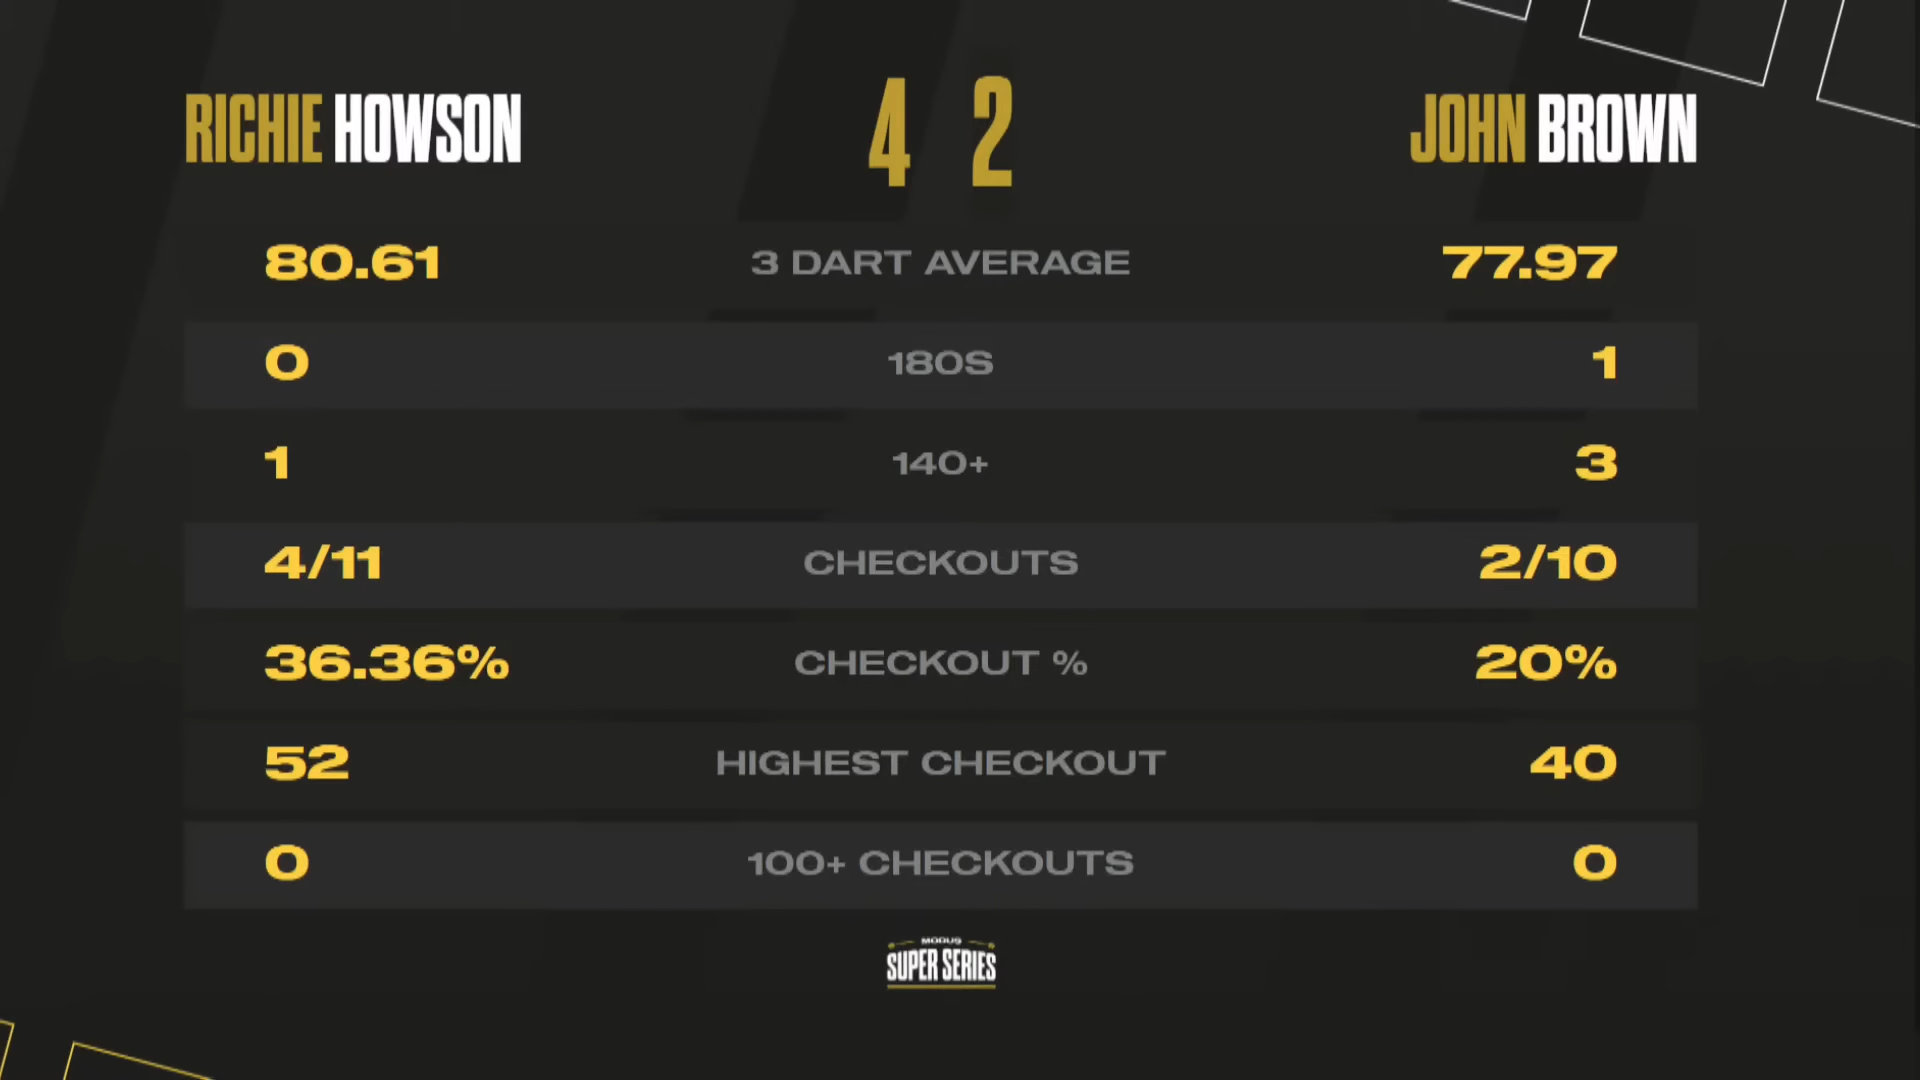 RICHIE HOWSON 4 2 JOHN BROWN
80.61 3 DART AVERAGE 77.97
0 180S 1
1 140+ 3
4/11 CHECKOUTS 2/10
36.36% CHECKOUT % 20%
52 HIGHEST CHECKOUT 40
0 100+ CHECKOUTS 0
MODUS
SUPER SERIES